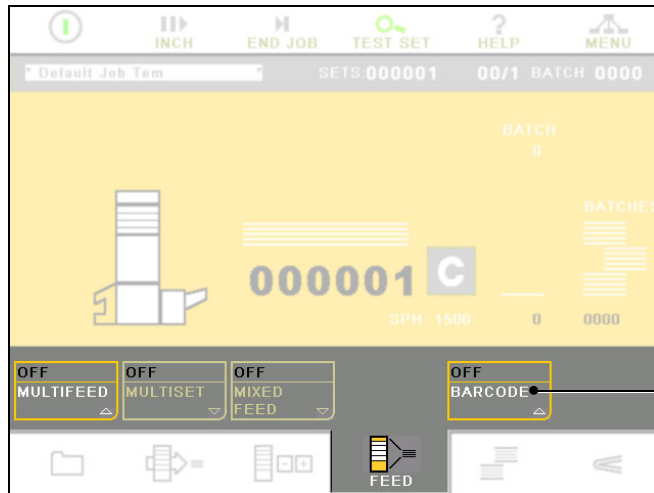 INCH END JOB TEST SET HELP MENU
* Default Job Tem * SETS:000001 00/1 BATCH 0000
BATCH
0
BATCHES
000001 C
SPH: 1500 0 0000
OFF OFF OFF OFF
MULTIFEED MULTISET MIXED FEED BARCODE
FEED